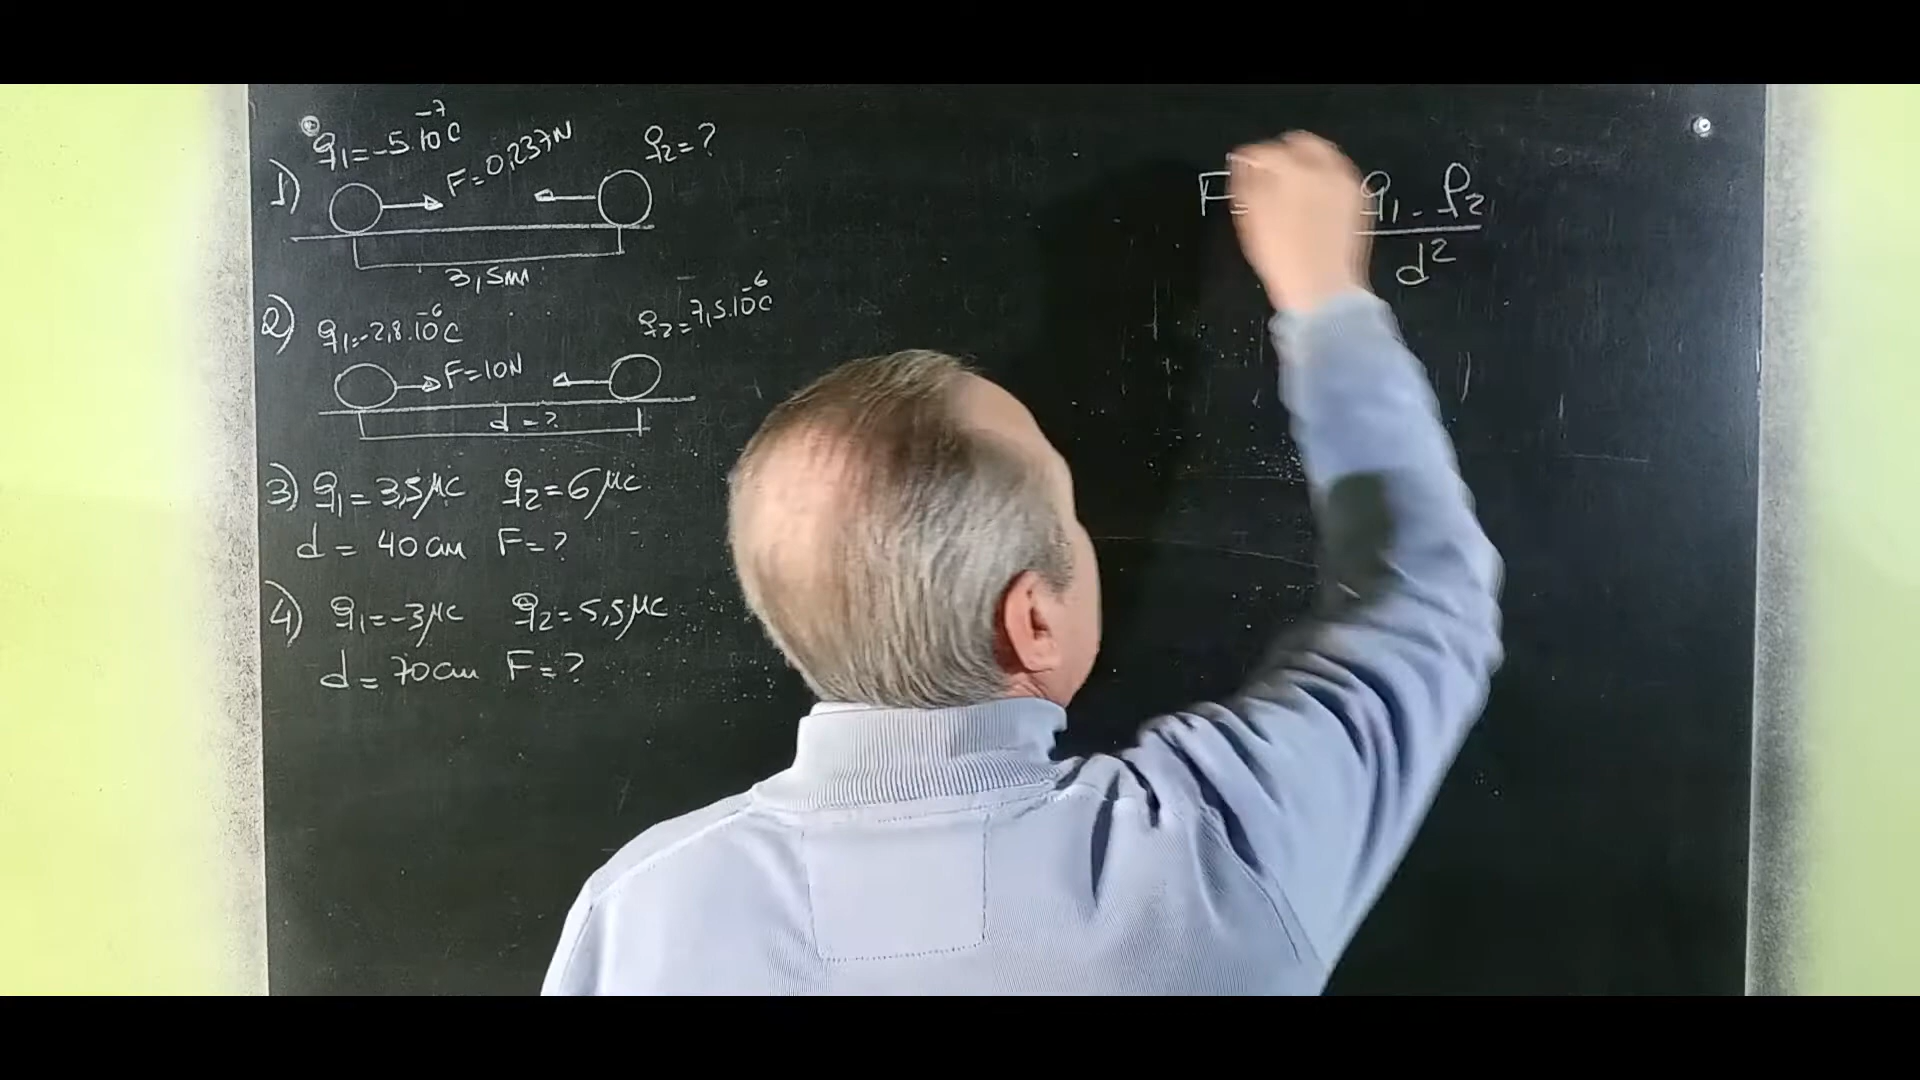 q1=-5.10⁻⁷C
1) F=0,237N q2=?
3,5m
2) q1=-2,8.10⁻⁶C q2=7,5.10⁻⁶C
F=10N
d=?
3) q1=3,5μC q2=6μC
d=40cm F=?
4) q1=-3μC q2=5,5μC
d=70cm F=?
F= q1.q2
d²